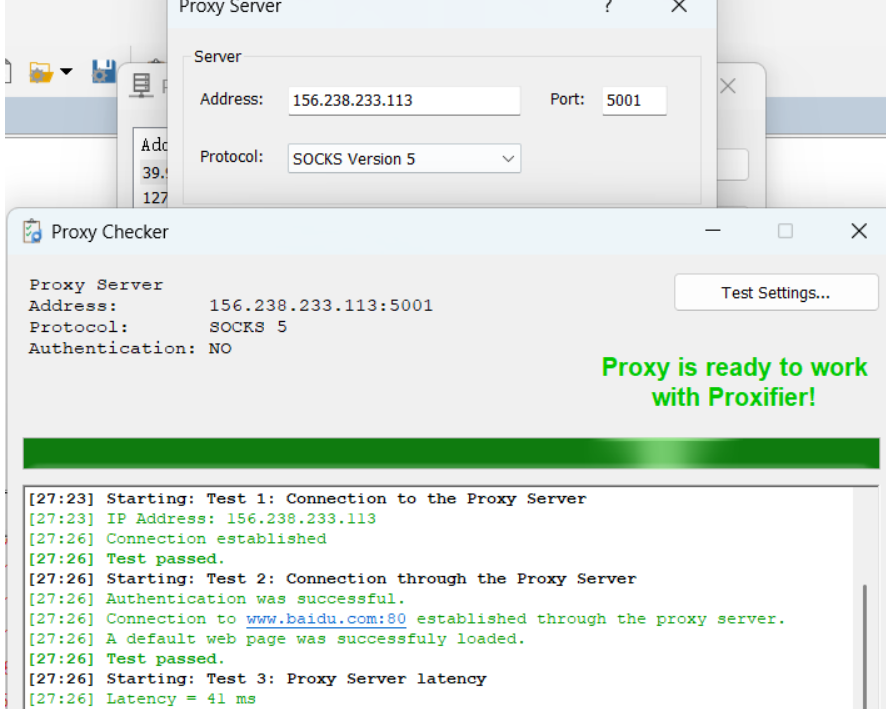 Proxy Server
?
Server
Address: 156.238.233.113 Port: 5001
Protocol: SOCKS Version 5
39.
127
Proxy Checker
Proxy Server
Address: 156.238.233.113:5001
Protocol: SOCKS 5
Authentication: NO
Test Settings...
Proxy is ready to work
with Proxifier!
[27:23] Starting: Test 1: Connection to the Proxy Server
[27:23] IP Address: 156.238.233.113
[27:26] Connection established
[27:26] Test passed.
[27:26] Starting: Test 2: Connection through the Proxy Server
[27:26] Authentication was successful.
[27:26] Connection to www.baidu.com:80 established through the proxy server.
[27:26] A default web page was successfuly loaded.
[27:26] Test passed.
[27:26] Starting: Test 3: Proxy Server latency
[27:26] Latency = 41 ms